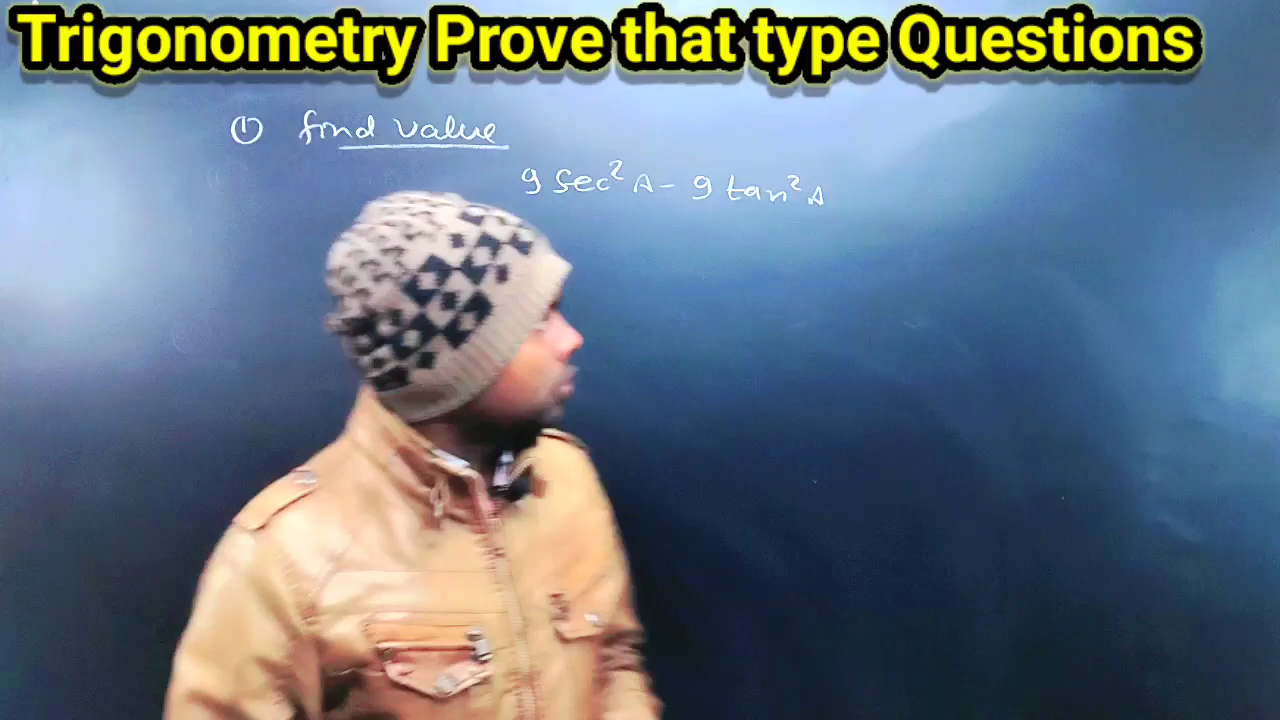 Trigonometry Prove that type Questions
① find value
9 sec² A - 9 tan² A